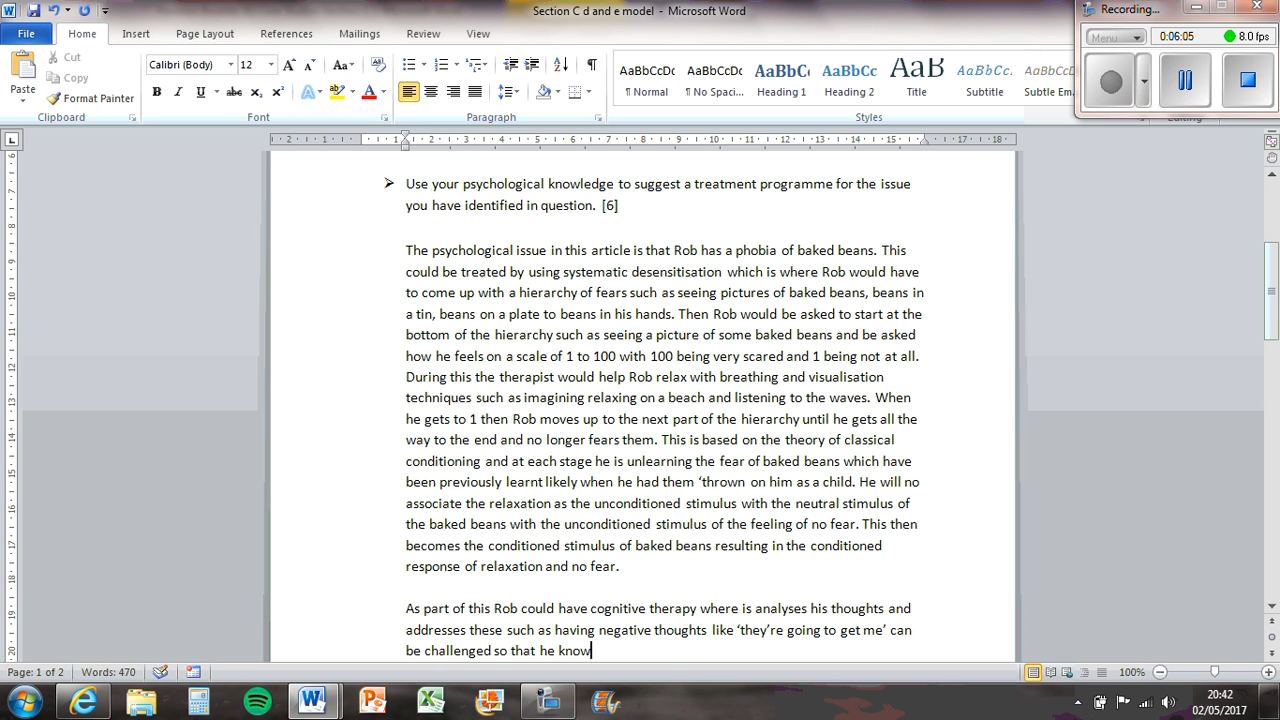 Section C d and e model - Microsoft Word
Recording...
File Home Insert Page Layout References Mailings Review View
Menu 0:06:05 8.0 fps
Paste
Cut
Copy
Format Painter
Calibri (Body) 12
AaBbCcDc AaBbCcDc AaBbCc AaBbCc AaB AaBbCcL AaBbCcD
¶ Normal ¶ No Spaci... Heading 1 Heading 2 Title Subtitle Subtle Em...
Clipboard Font Paragraph Styles Editing
➢ Use your psychological knowledge to suggest a treatment programme for the issue
you have identified in question. [6]
The psychological issue in this article is that Rob has a phobia of baked beans. This
could be treated by using systematic desensitisation which is where Rob would have
to come up with a hierarchy of fears such as seeing pictures of baked beans, beans in
a tin, beans on a plate to beans in his hands. Then Rob would be asked to start at the
bottom of the hierarchy such as seeing a picture of some baked beans and be asked
how he feels on a scale of 1 to 100 with 100 being very scared and 1 being not at all.
During this the therapist would help Rob relax with breathing and visualisation
techniques such as imagining relaxing on a beach and listening to the waves. When
he gets to 1 then Rob moves up to the next part of the hierarchy until he gets all the
way to the end and no longer fears them. This is based on the theory of classical
conditioning and at each stage he is unlearning the fear of baked beans which have
been previously learnt likely when he had them ‘thrown on him as a child. He will no
associate the relaxation as the unconditioned stimulus with the neutral stimulus of
the baked beans with the unconditioned stimulus of the feeling of no fear. This then
becomes the conditioned stimulus of baked beans resulting in the conditioned
response of relaxation and no fear.
As part of this Rob could have cognitive therapy where is analyses his thoughts and
addresses these such as having negative thoughts like ‘they’re going to get me’ can
be challenged so that he know
Page: 1 of 2 Words: 470 100%
20:42
02/05/2017